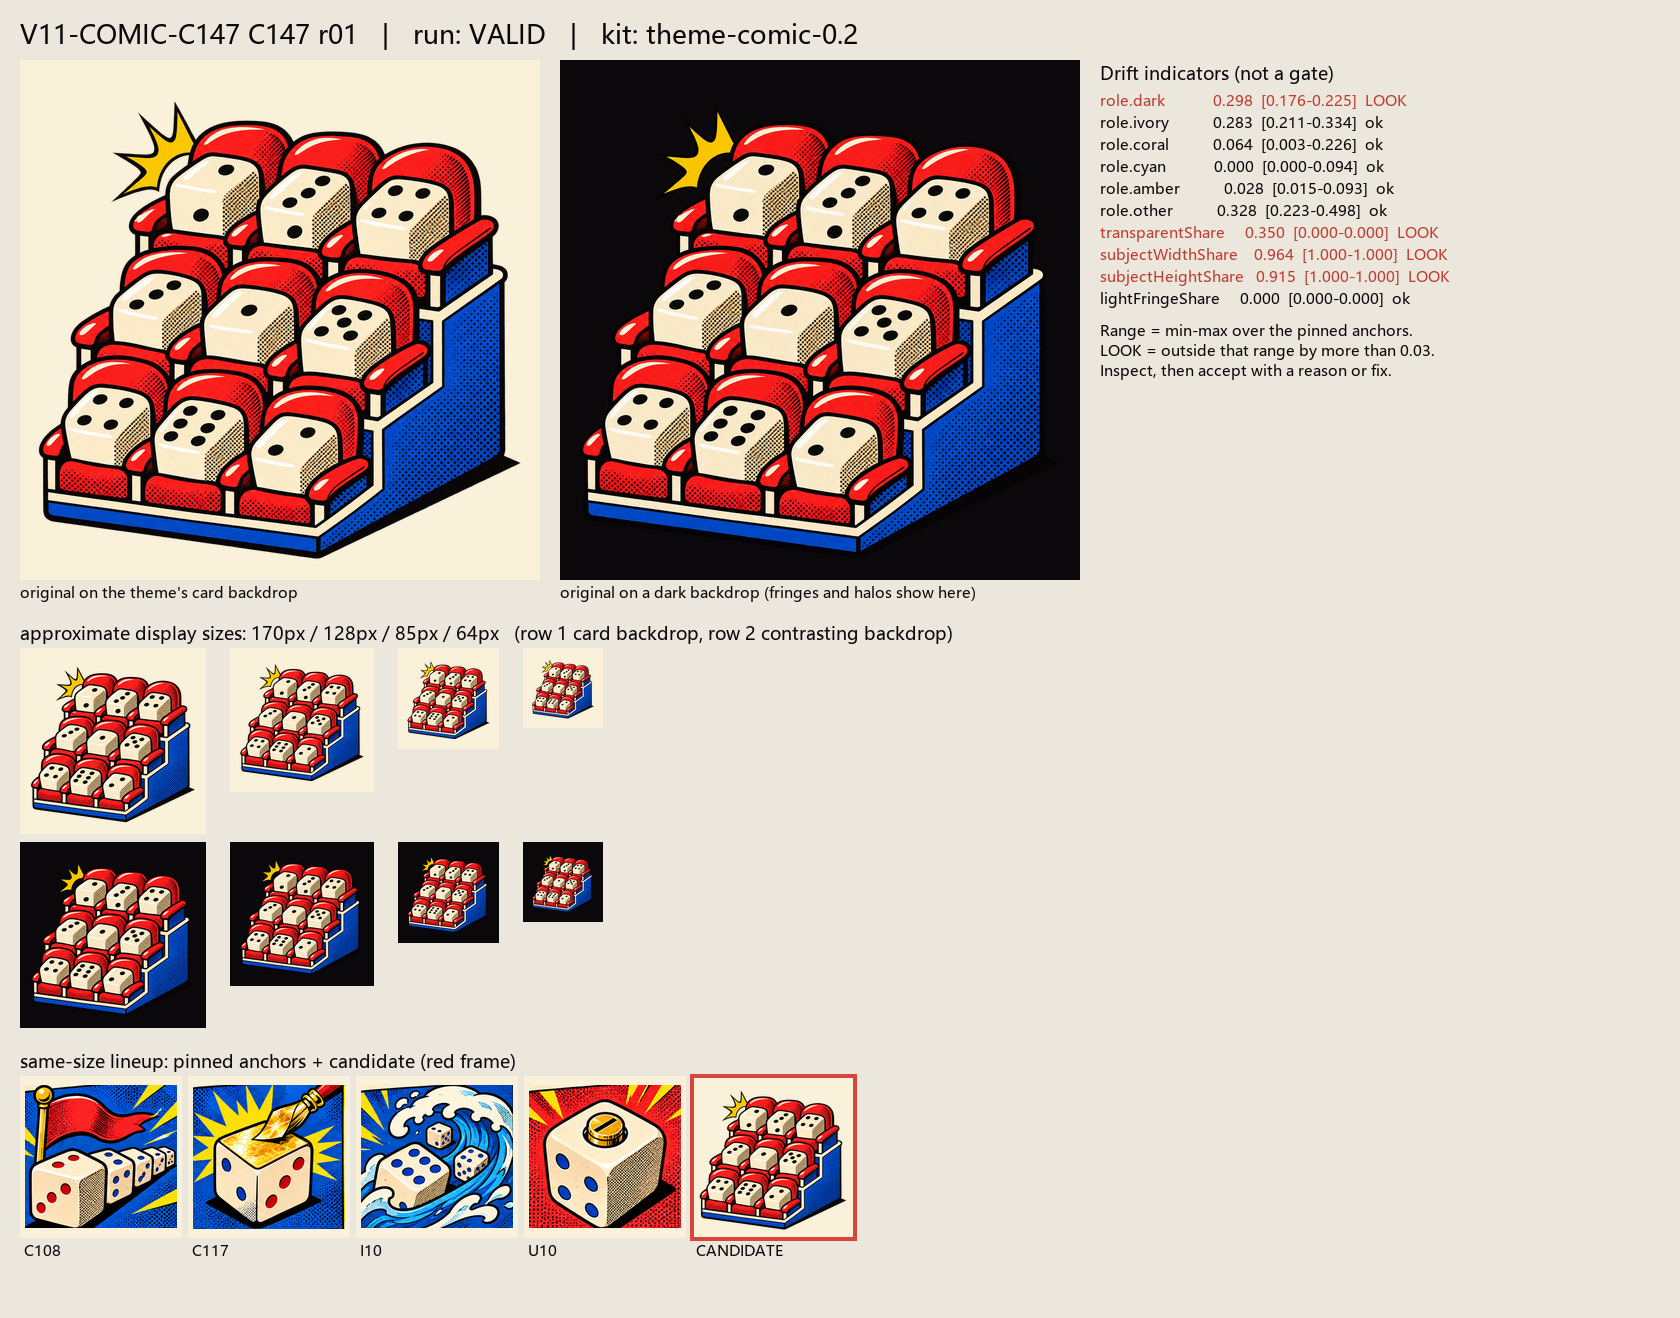 V11-COMIC-C147 C147 r01   |   run: VALID   |   kit: theme-comic-0.2
Drift indicators (not a gate)
role.dark 0.298 [0.176-0.225] LOOK
role.ivory 0.283 [0.211-0.334] ok
role.coral 0.064 [0.003-0.226] ok
role.cyan 0.000 [0.000-0.094] ok
role.amber 0.028 [0.015-0.093] ok
role.other 0.328 [0.223-0.498] ok
transparentShare 0.350 [0.000-0.000] LOOK
subjectWidthShare 0.964 [1.000-1.000] LOOK
subjectHeightShare 0.915 [1.000-1.000] LOOK
lightFringeShare 0.000 [0.000-0.000] ok
Range = min-max over the pinned anchors.
LOOK = outside that range by more than 0.03.
Inspect, then accept with a reason or fix.
original on the theme's card backdrop
original on a dark backdrop (fringes and halos show here)
approximate display sizes: 170px / 128px / 85px / 64px   (row 1 card backdrop, row 2 contrasting backdrop)
same-size lineup: pinned anchors + candidate (red frame)
C108
C117
I10
U10
CANDIDATE